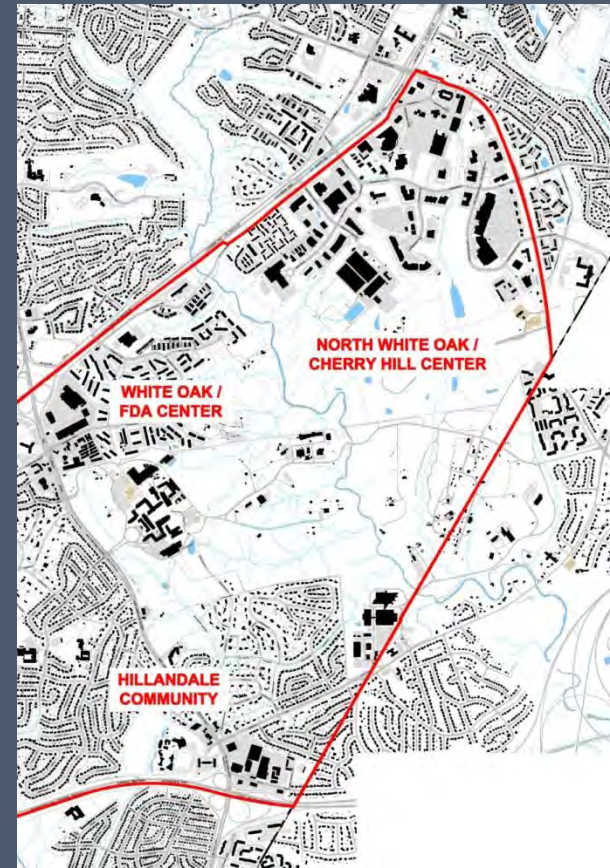 NORTH WHITE OAK /
CHERRY HILL CENTER
WHITE OAK /
FDA CENTER
HILLANDALE
COMMUNITY